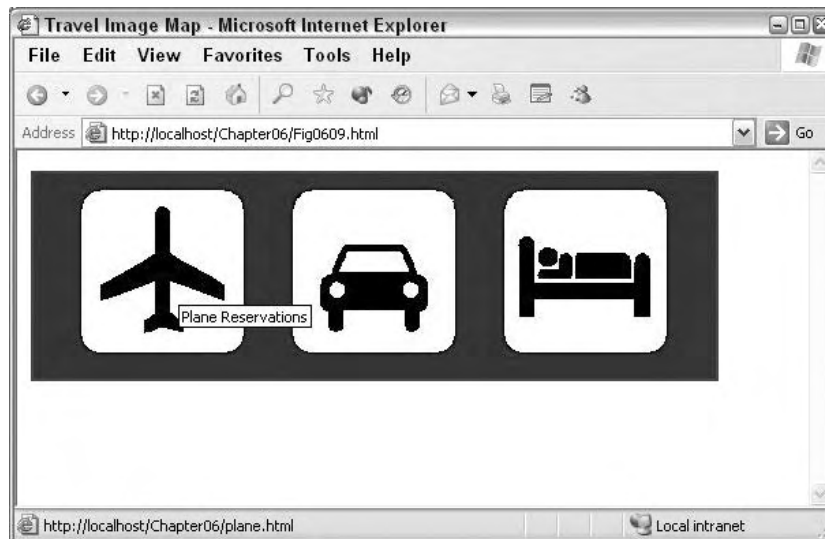 Travel Image Map - Microsoft Internet Explorer
File Edit View Favorites Tools Help
Address http://localhost/Chapter06/Fig0609.html Go
Plane Reservations
http://localhost/Chapter06/plane.html Local intranet